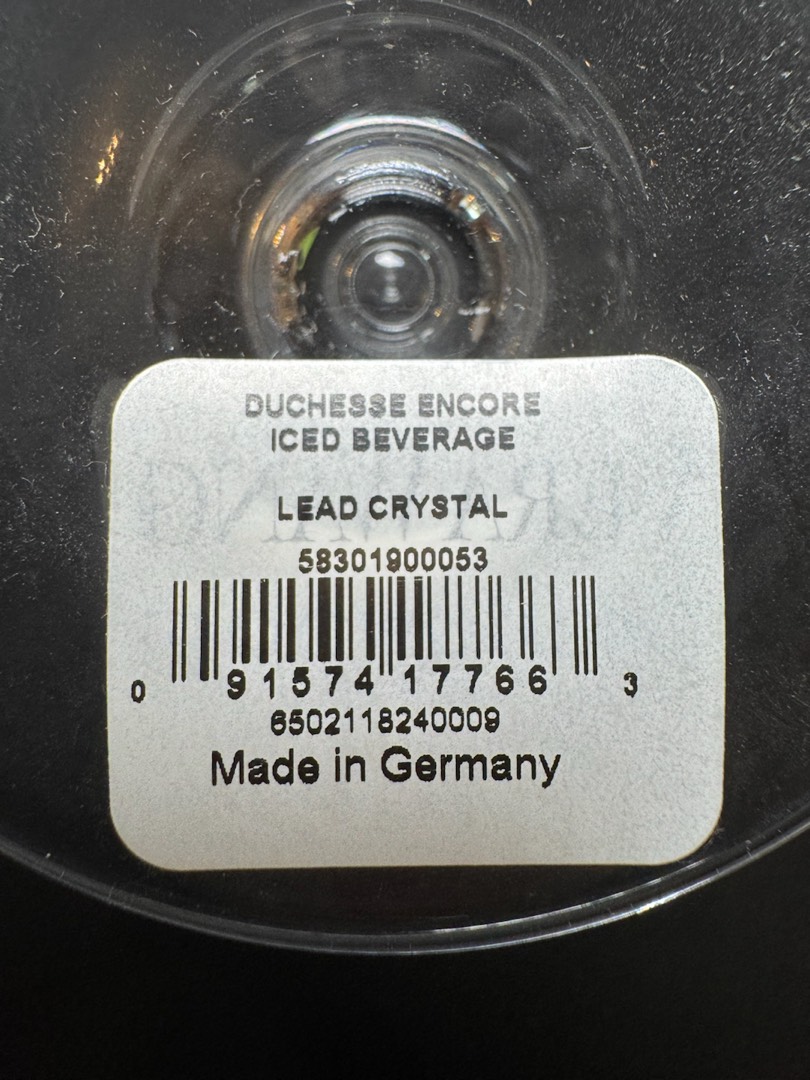 DUCHESSE ENCORE
ICED BEVERAGE
LEAD CRYSTAL
58301900053
0 91574 17766 3
6502118240009
Made in Germany